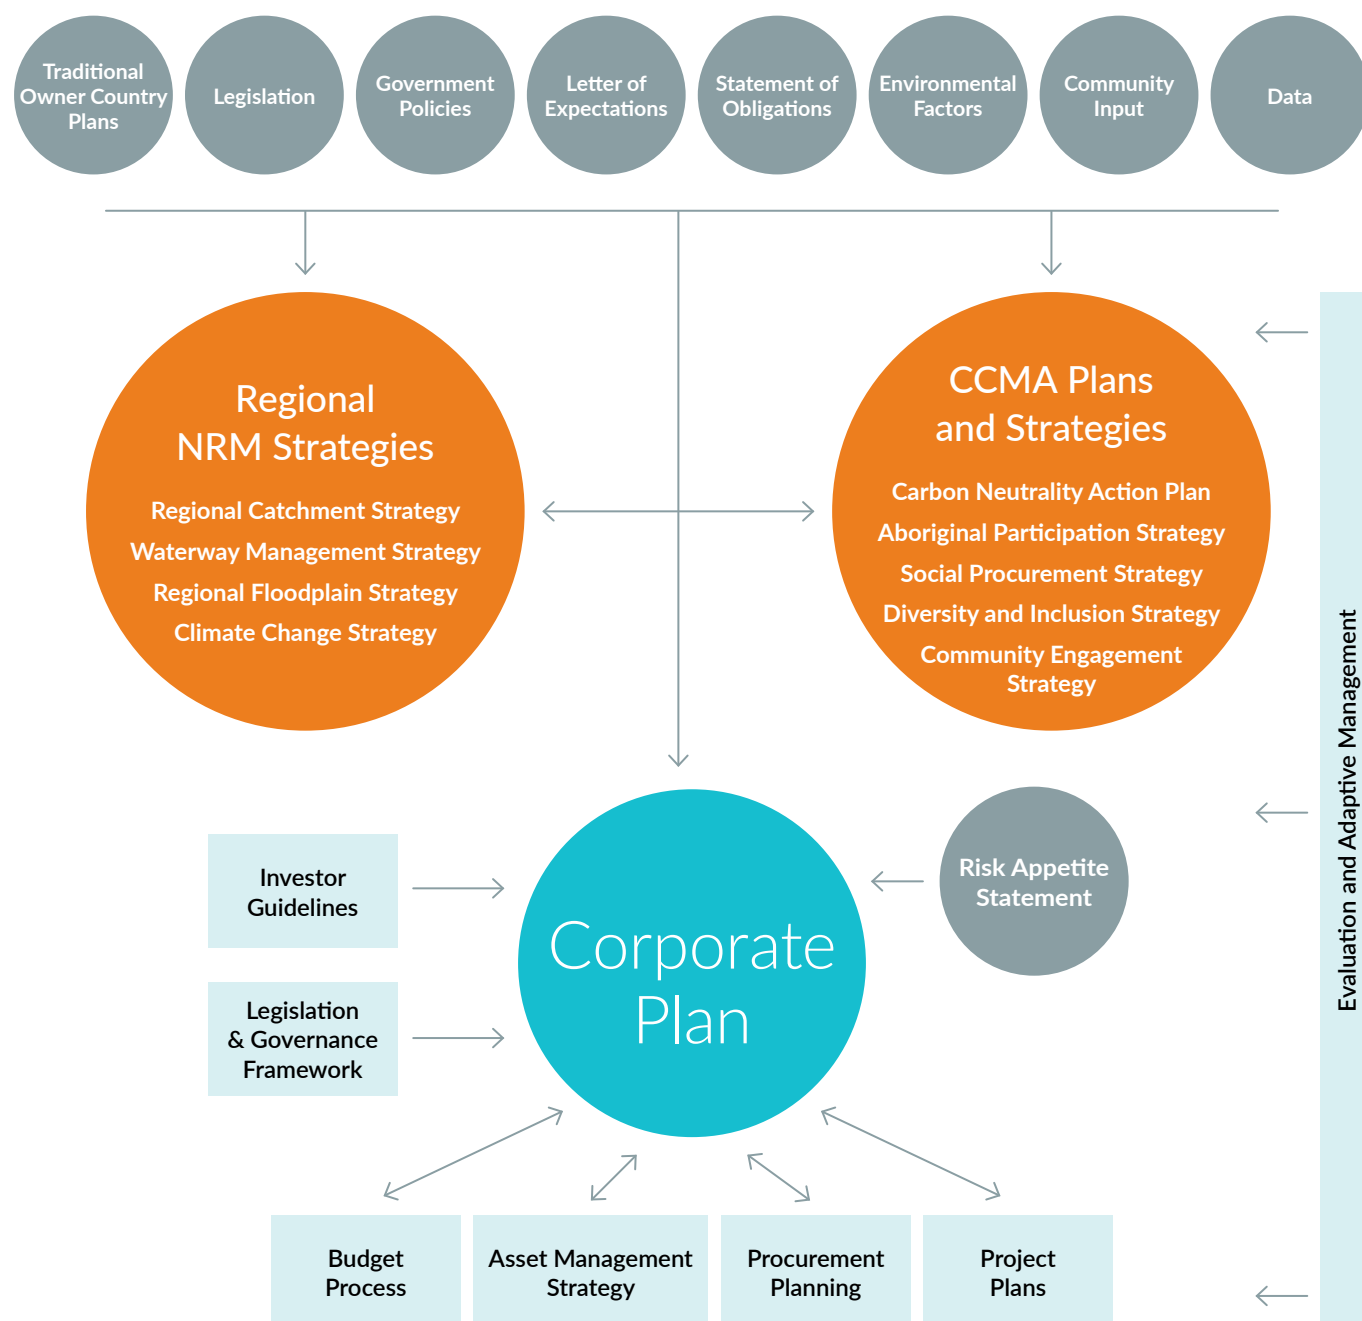 Traditional
Owner Country
Plans
Legislation
Government
Policies
Letter of
Expectations
Statement of
Obligations
Environmental
Factors
Community
Input
Data
Regional
NRM Strategies
Regional Catchment Strategy
Waterway Management Strategy
Regional Floodplain Strategy
Climate Change Strategy
CCMA Plans
and Strategies
Carbon Neutrality Action Plan
Aboriginal Participation Strategy
Social Procurement Strategy
Diversity and Inclusion Strategy
Community Engagement
Strategy
Evaluation and Adaptive Management
Investor
Guidelines
Legislation
& Governance
Framework
Corporate
Plan
Risk Appetite
Statement
Budget
Process
Asset Management
Strategy
Procurement
Planning
Project
Plans